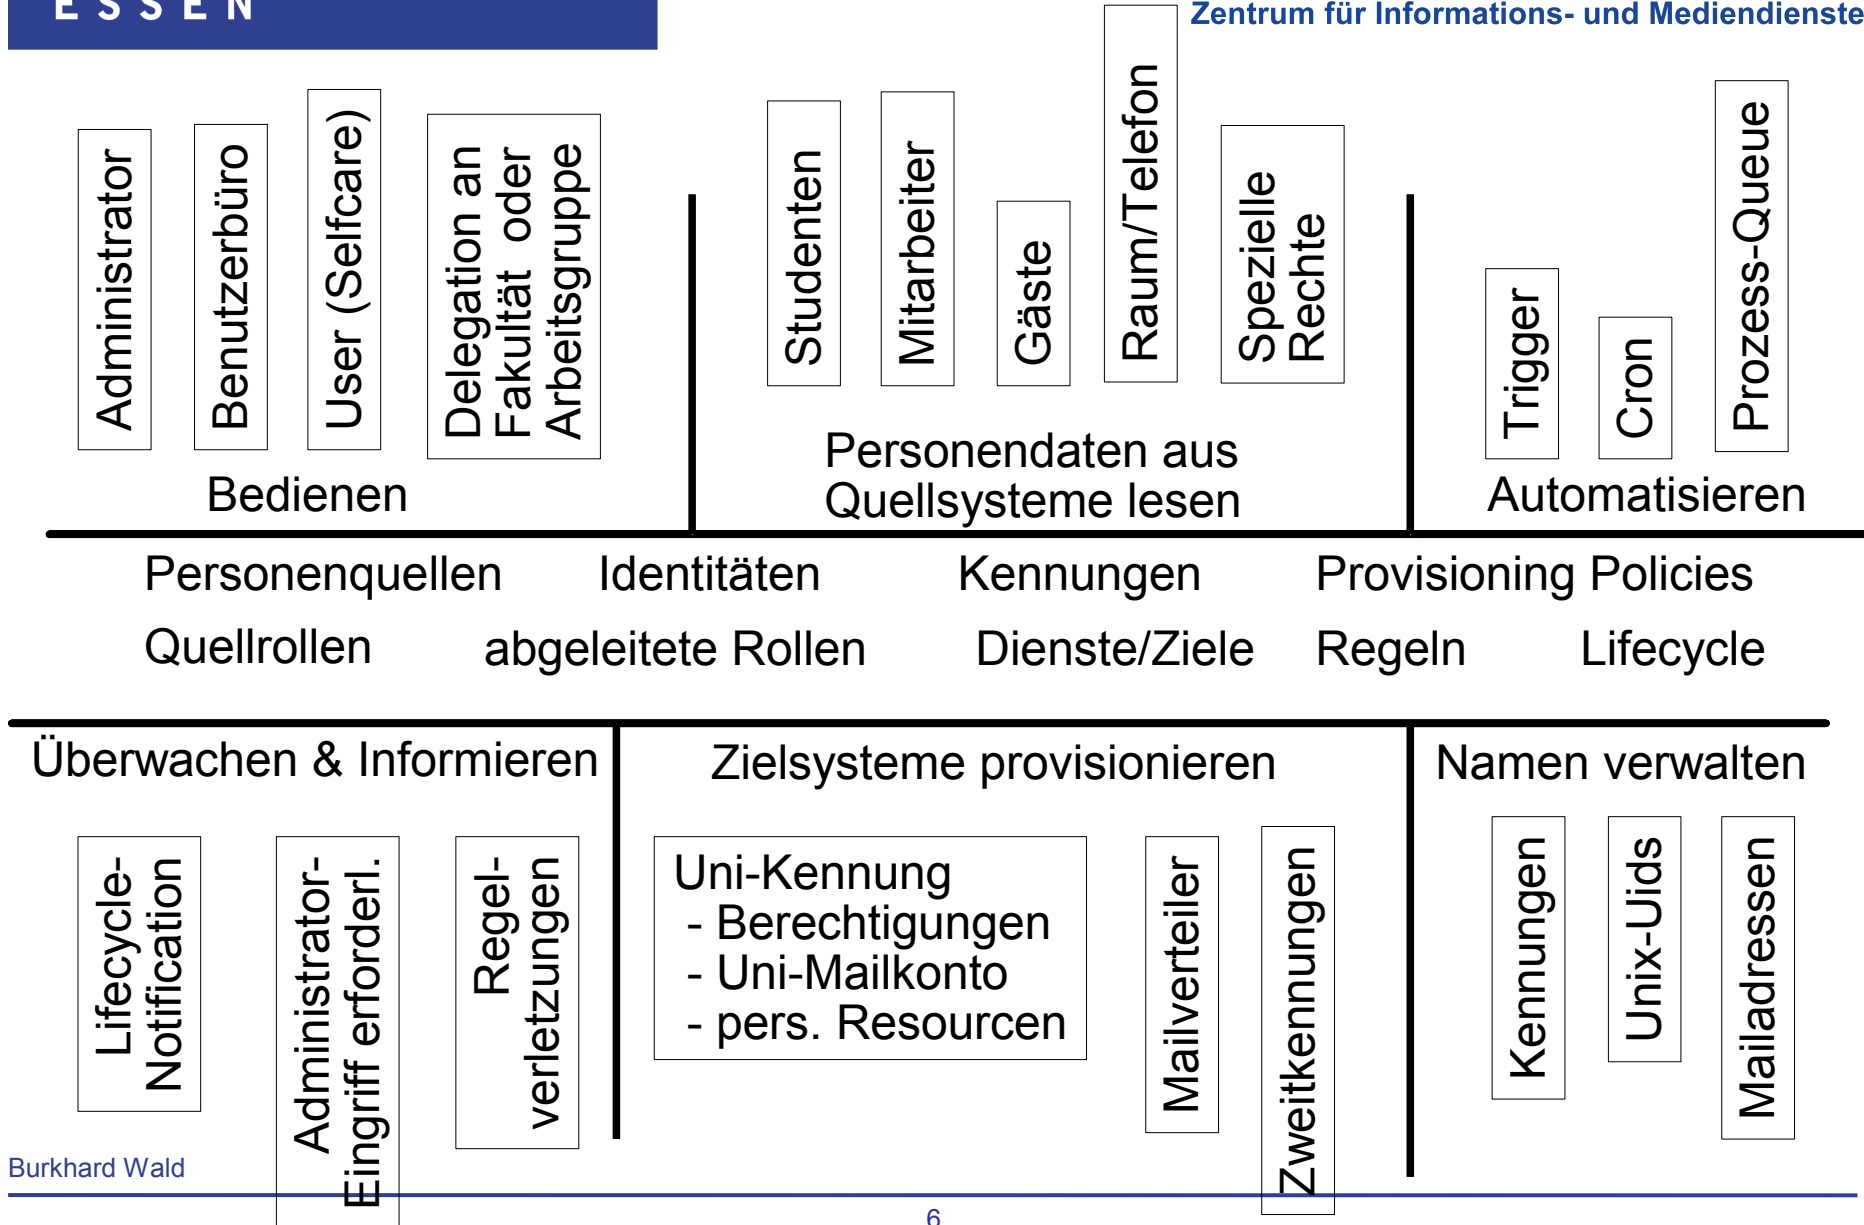 ESSEN
Zentrum für Informations- und Mediendienste
Administrator
Benutzerbüro
User (Selfcare)
Delegation an
Fakultät oder
Arbeitsgruppe
Bedienen
Studenten
Mitarbeiter
Gäste
Raum/Telefon
Spezielle
Rechte
Personendaten aus
Quellsysteme lesen
Trigger
Cron
Prozess-Queue
Automatisieren
Personenquellen Identitäten Kennungen Provisioning Policies
Quellrollen abgeleitete Rollen Dienste/Ziele Regeln Lifecycle
Überwachen & Informieren
Lifecycle-
Notification
Administrator-
Eingriff erforderl.
Regel-
verletzungen
Zielsysteme provisionieren
Uni-Kennung
- Berechtigungen
- Uni-Mailkonto
- pers. Resourcen
Mailverteiler
Zweitkennungen
Namen verwalten
Kennungen
Unix-Uids
Mailadressen
Burkhard Wald
6